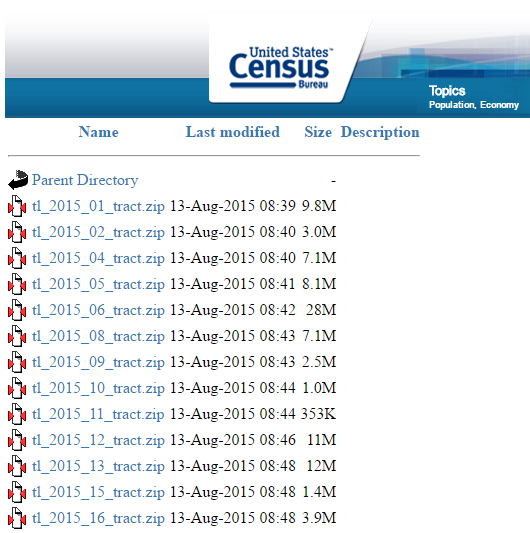 United States™
Census
Bureau
Topics
Population, Economy
Name Last modified Size Description
Parent Directory -
tl_2015_01_tract.zip 13-Aug-2015 08:39 9.8M
tl_2015_02_tract.zip 13-Aug-2015 08:40 3.0M
tl_2015_04_tract.zip 13-Aug-2015 08:40 7.1M
tl_2015_05_tract.zip 13-Aug-2015 08:41 8.1M
tl_2015_06_tract.zip 13-Aug-2015 08:42 28M
tl_2015_08_tract.zip 13-Aug-2015 08:43 7.1M
tl_2015_09_tract.zip 13-Aug-2015 08:43 2.5M
tl_2015_10_tract.zip 13-Aug-2015 08:44 1.0M
tl_2015_11_tract.zip 13-Aug-2015 08:44 353K
tl_2015_12_tract.zip 13-Aug-2015 08:46 11M
tl_2015_13_tract.zip 13-Aug-2015 08:48 12M
tl_2015_15_tract.zip 13-Aug-2015 08:48 1.4M
tl_2015_16_tract.zip 13-Aug-2015 08:48 3.9M